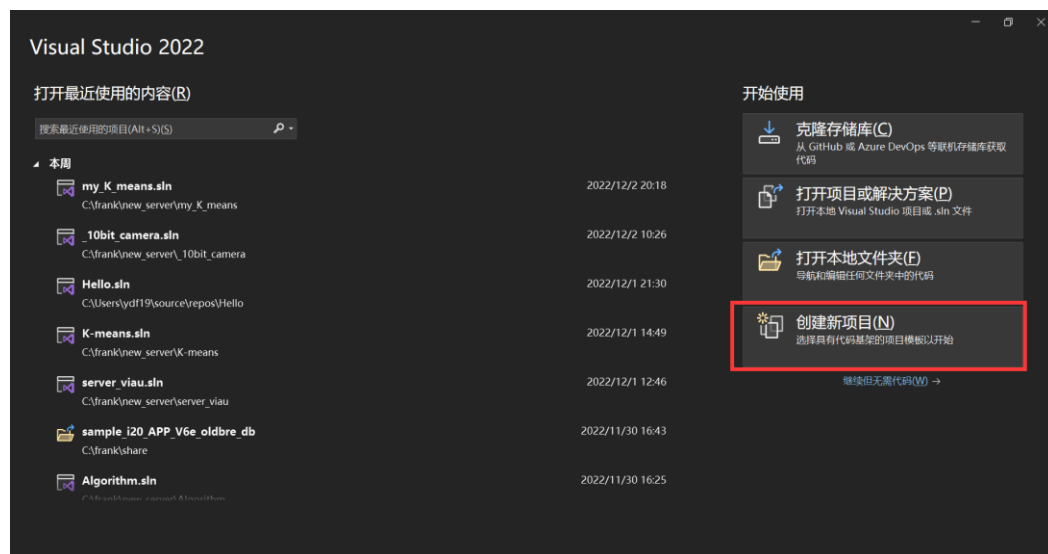 Visual Studio 2022
打开最近使用的内容(R)
搜索最近使用的项目(Alt+S)(S)
本周
my_K_means.sln
2022/12/2 20:18
C:\frank\new_server\my_K_means
_10bit_camera.sln
2022/12/2 10:26
C:\frank\new_server\_10bit_camera
Hello.sln
2022/12/1 21:30
C:\Users\ydf19\source\repos\Hello
K-means.sln
2022/12/1 14:49
C:\frank\new_server\K-means
server_viau.sln
2022/12/1 12:46
C:\frank\new_server\server_viau
sample_i20_APP_V6e_oldbre_db
2022/11/30 16:43
C:\frank\share
Algorithm.sln
2022/11/30 16:25
C:\frank\new_server\Algorithm
开始使用
克隆存储库(C)
从 GitHub 或 Azure DevOps 等联机存储库获取
代码
打开项目或解决方案(P)
打开本地 Visual Studio 项目或 .sln 文件
打开本地文件夹(F)
导航和编辑任何文件夹中的代码
创建新项目(N)
选择具有代码基架的项目模板以开始
继续但无需代码(W) →